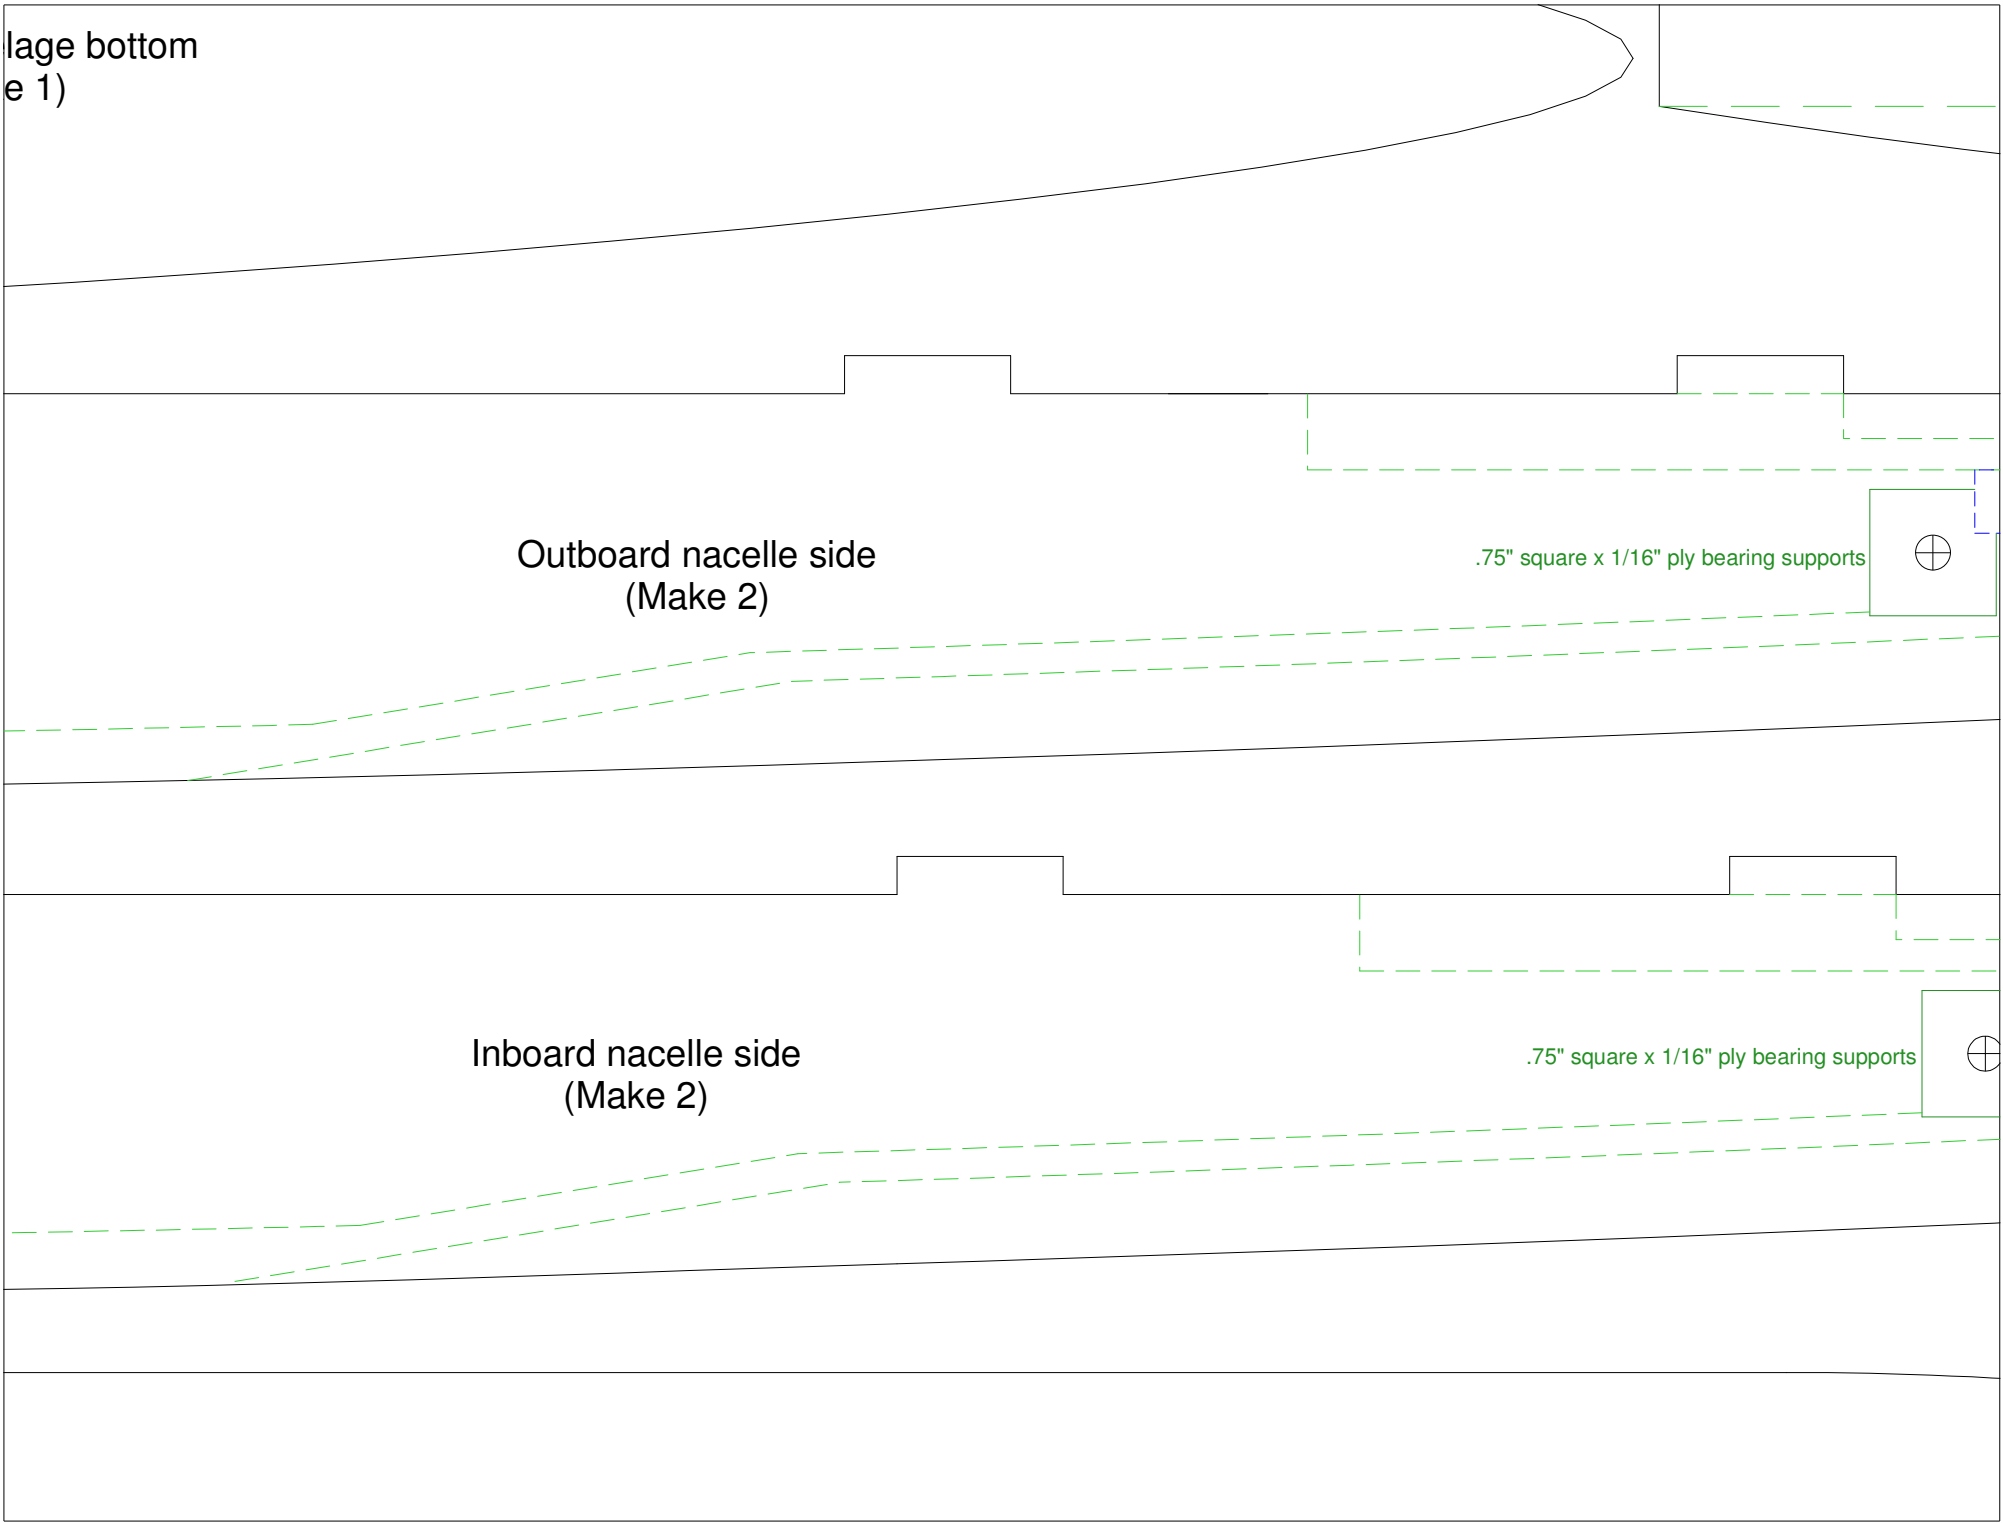 lage bottom
e 1)
Outboard nacelle side
(Make 2)
.75" square x 1/16" ply bearing supports
Inboard nacelle side
(Make 2)
.75" square x 1/16" ply bearing supports